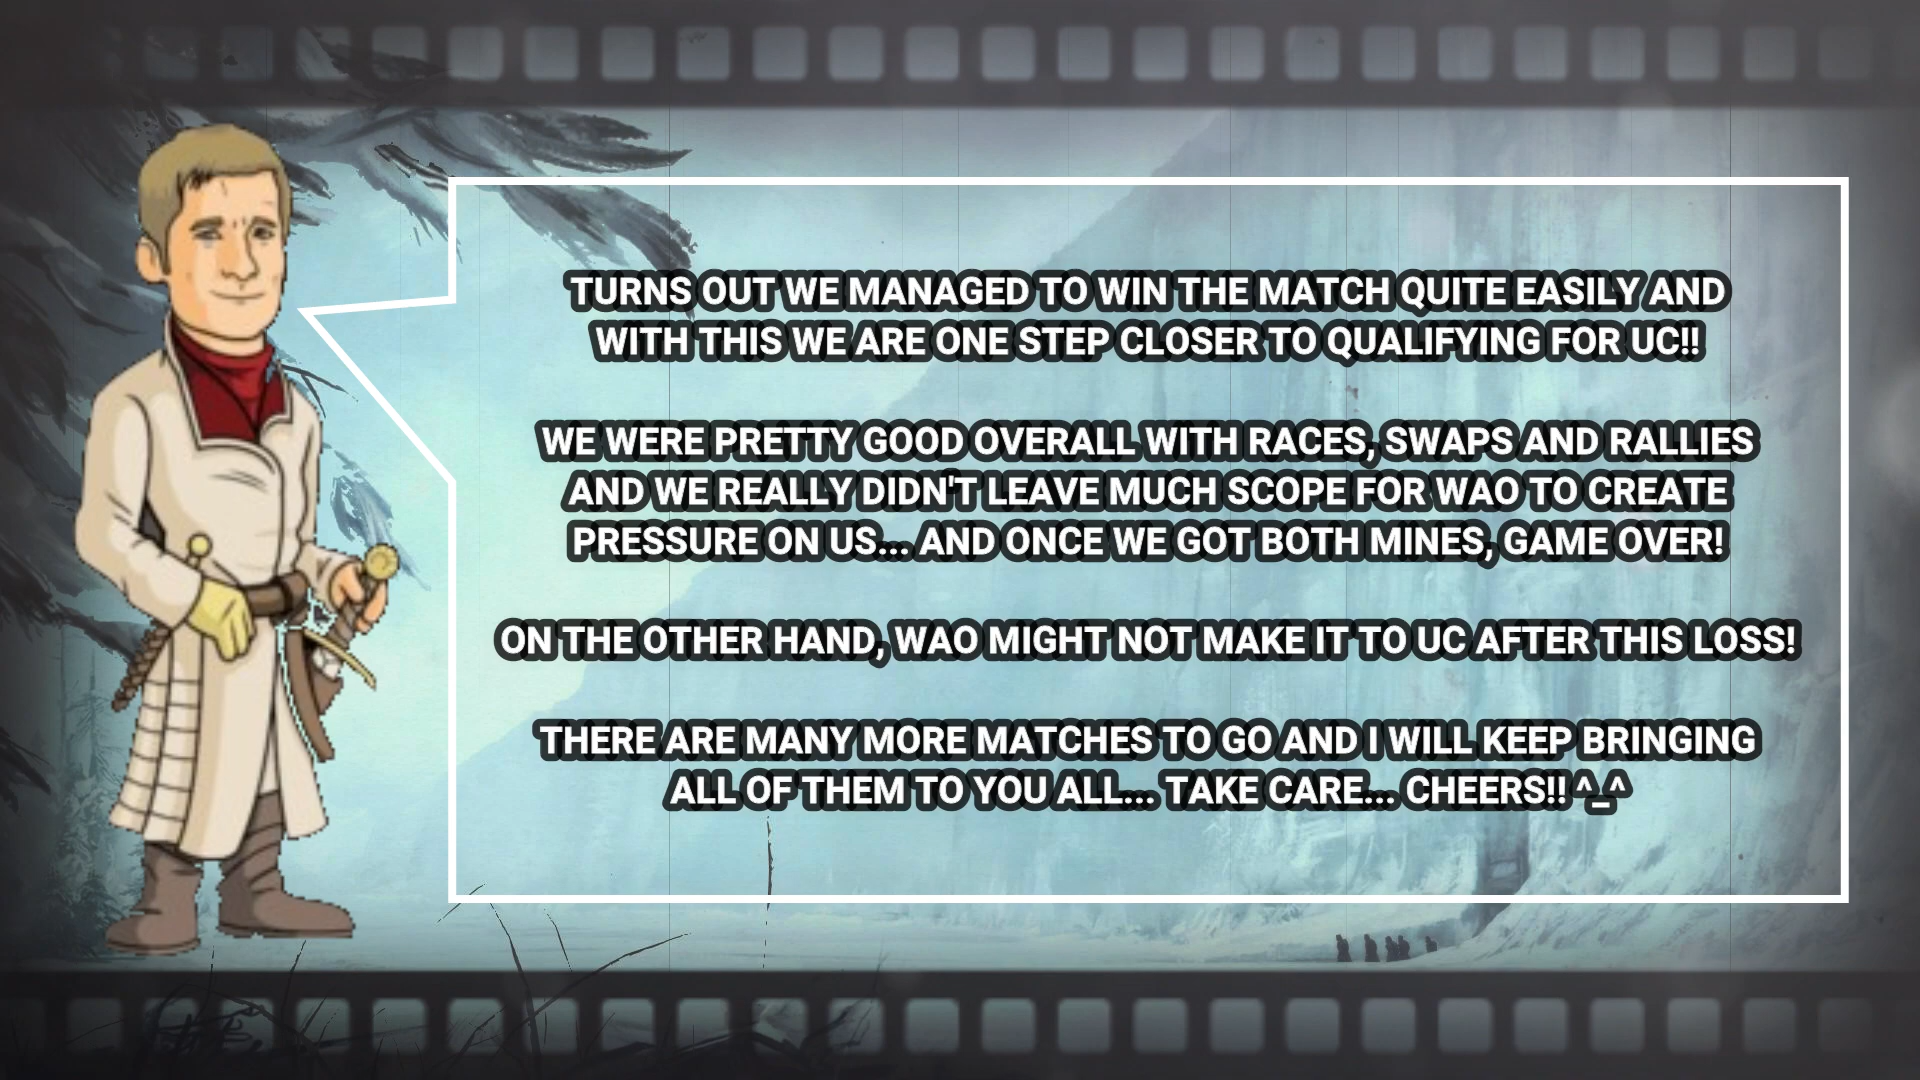 TURNS OUT WE MANAGED TO WIN THE MATCH QUITE EASILY AND
WITH THIS WE ARE ONE STEP CLOSER TO QUALIFYING FOR UC!!
WE WERE PRETTY GOOD OVERALL WITH RACES, SWAPS AND RALLIES
AND WE REALLY DIDN'T LEAVE MUCH SCOPE FOR WAO TO CREATE
PRESSURE ON US... AND ONCE WE GOT BOTH MINES, GAME OVER!
ON THE OTHER HAND, WAO MIGHT NOT MAKE IT TO UC AFTER THIS LOSS!
THERE ARE MANY MORE MATCHES TO GO AND I WILL KEEP BRINGING
ALL OF THEM TO YOU ALL... TAKE CARE... CHEERS!! ^_^